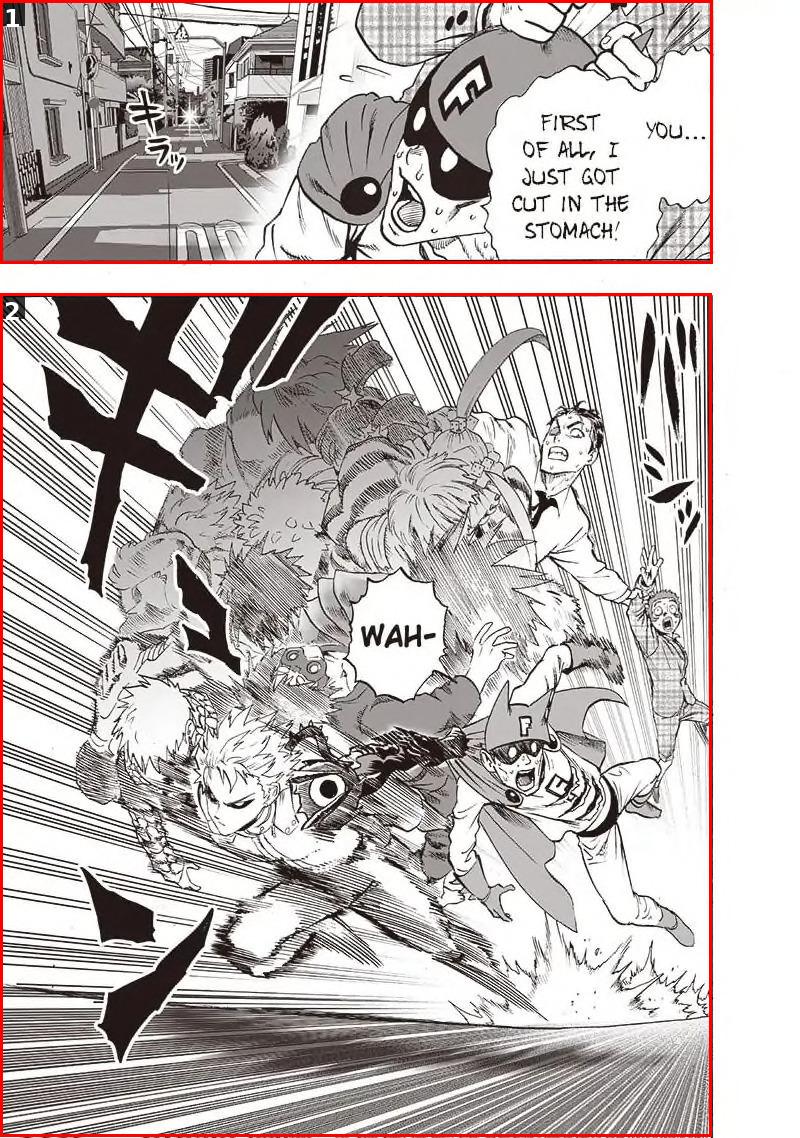 1
YOU...
FIRST
OF ALL, I
JUST GOT
CUT IN THE
STOMACH!
F
キラッ
2
WAH-
F